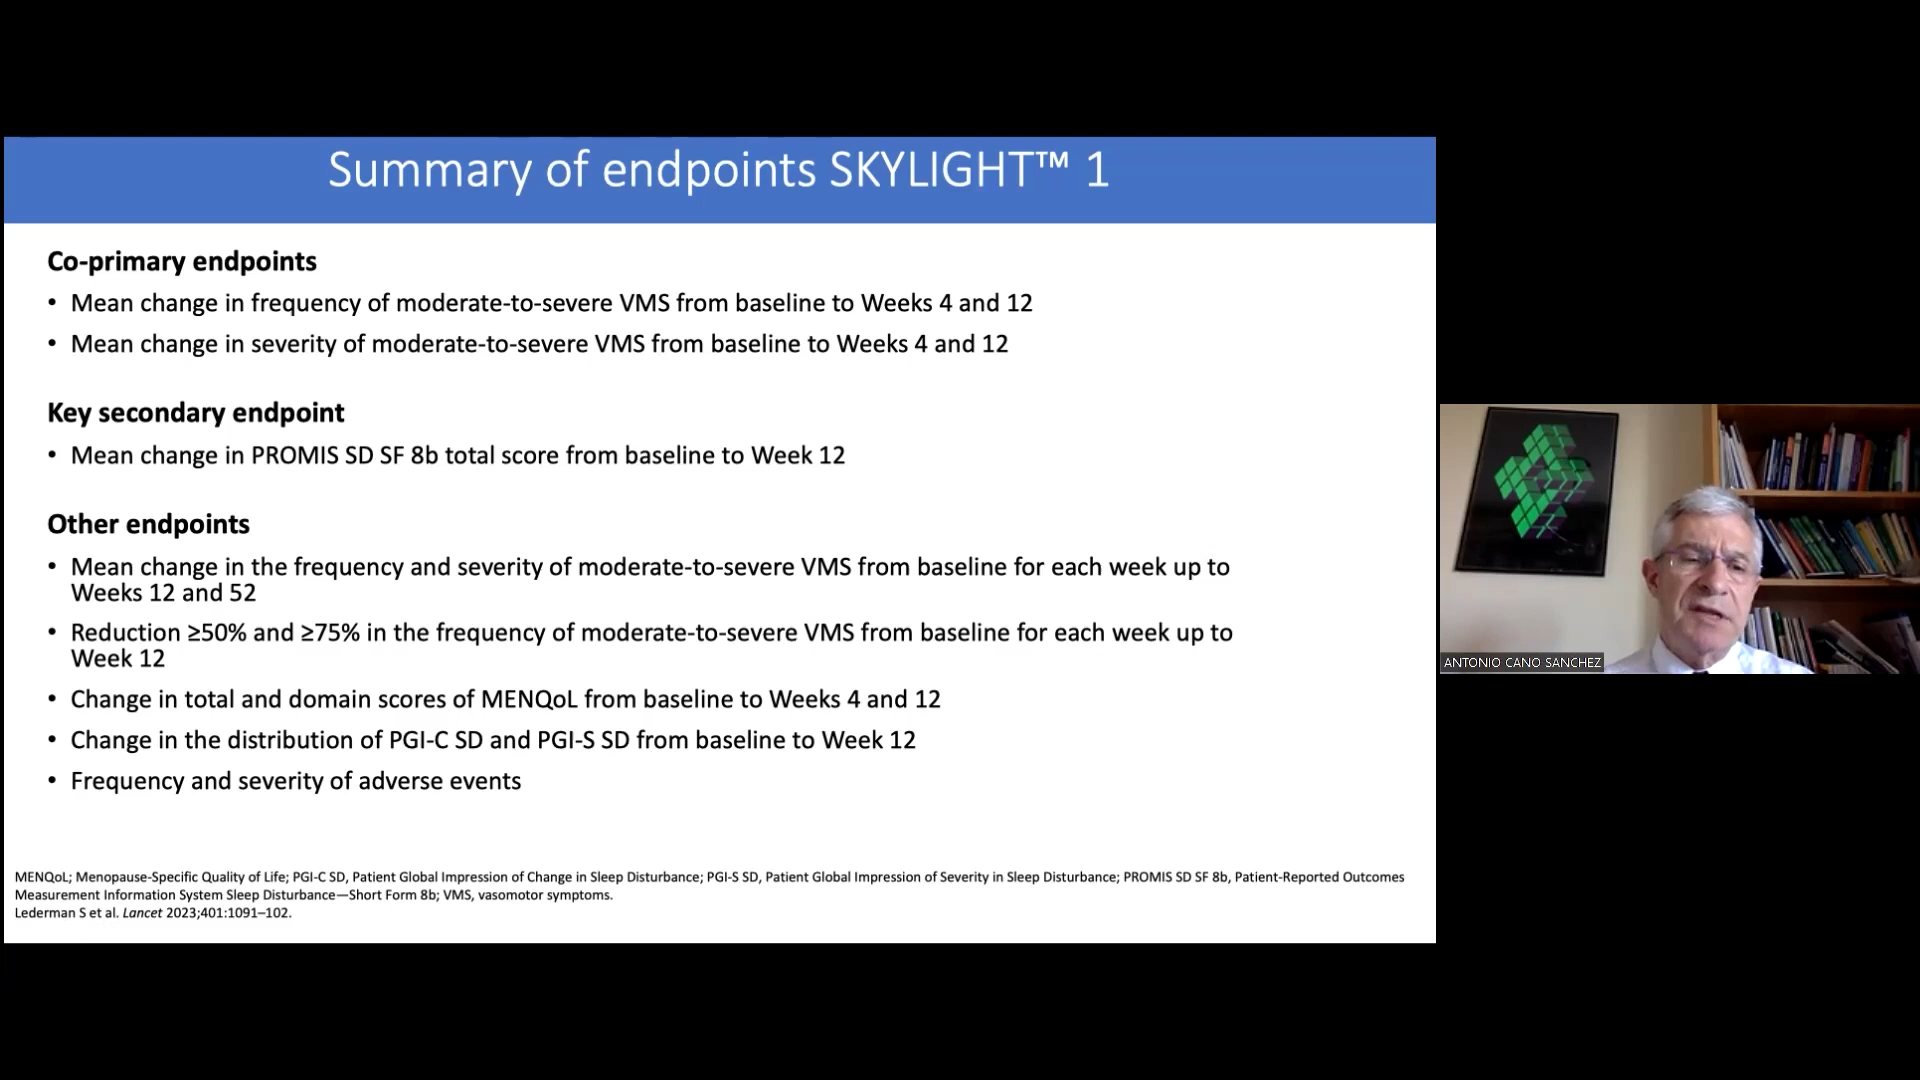 Summary of endpoints SKYLIGHT™ 1
Co-primary endpoints
• Mean change in frequency of moderate-to-severe VMS from baseline to Weeks 4 and 12
• Mean change in severity of moderate-to-severe VMS from baseline to Weeks 4 and 12
Key secondary endpoint
• Mean change in PROMIS SD SF 8b total score from baseline to Week 12
Other endpoints
• Mean change in the frequency and severity of moderate-to-severe VMS from baseline for each week up to
Weeks 12 and 52
• Reduction ≥50% and ≥75% in the frequency of moderate-to-severe VMS from baseline for each week up to
Week 12
• Change in total and domain scores of MENQoL from baseline to Weeks 4 and 12
• Change in the distribution of PGI-C SD and PGI-S SD from baseline to Week 12
• Frequency and severity of adverse events
MENQoL; Menopause-Specific Quality of Life; PGI-C SD, Patient Global Impression of Change in Sleep Disturbance; PGI-S SD, Patient Global Impression of Severity in Sleep Disturbance; PROMIS SD SF 8b, Patient-Reported Outcomes
Measurement Information System Sleep Disturbance—Short Form 8b; VMS, vasomotor symptoms.
Lederman S et al. Lancet 2023;401:1091–102.
ANTONIO CANO SANCHEZ